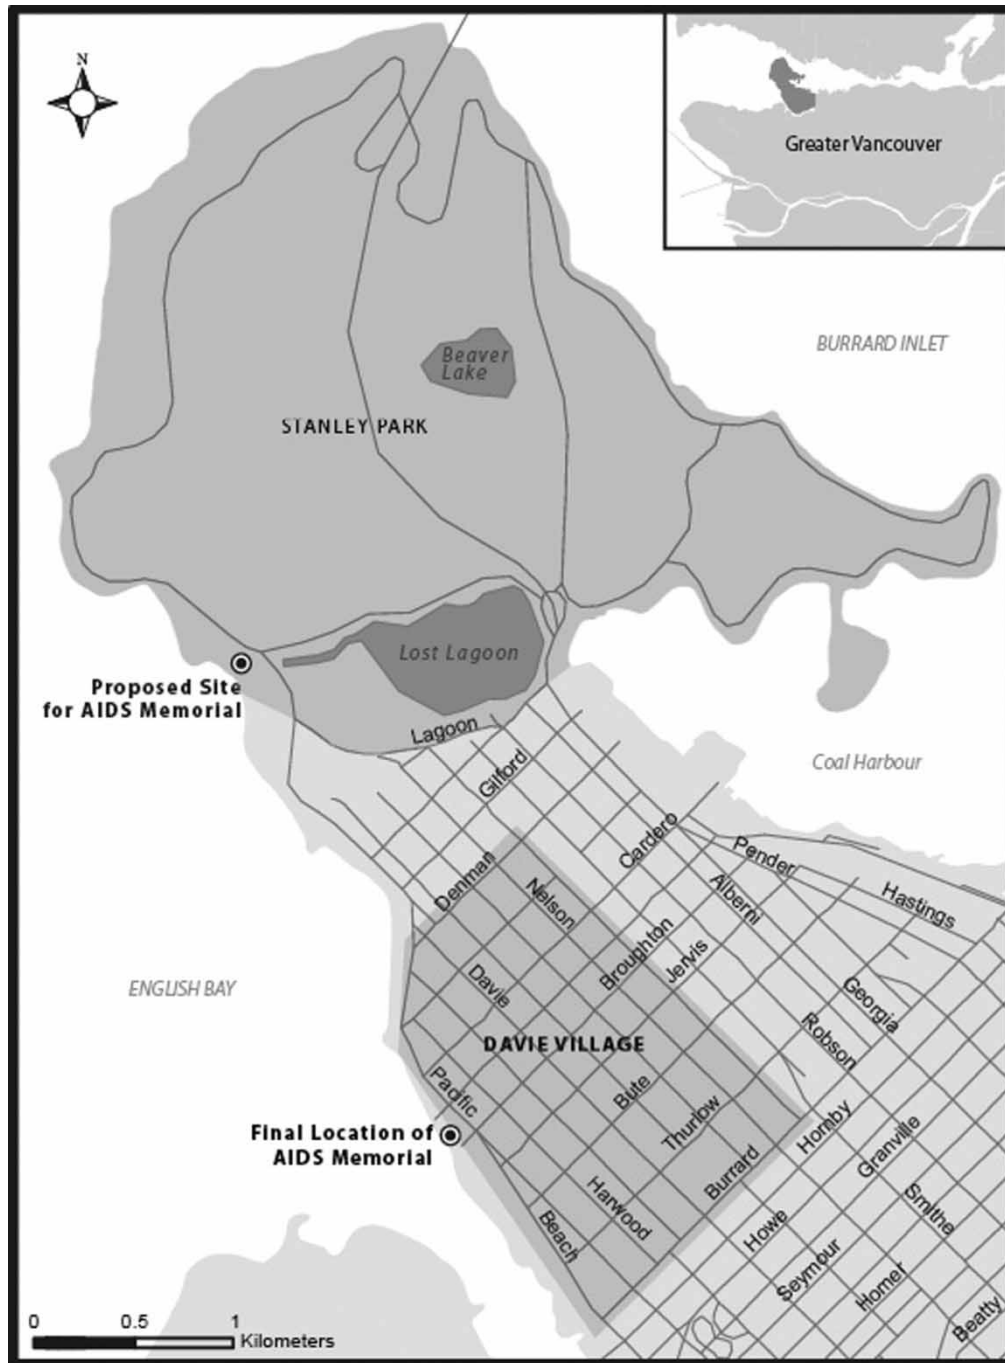 N
Greater Vancouver
BURRARD INLET
Beaver
Lake
STANLEY PARK
Lost Lagoon
Proposed Site
for AIDS Memorial
Lagoon
Gilford
Coal Harbour
Cardero
Pender
Denman
Nelson
Alberni
Hastings
Broughton
Jervis
Davie
ENGLISH BAY
Georgia
Robson
DAVIE VILLAGE
Pacific
Bute
Thurlow
Hornby
Final Location of
AIDS Memorial
Granville
Burrard
Harwood
Smithe
Beach
Howe
Seymour
Homer
Beatty
0 0.5 1
Kilometers